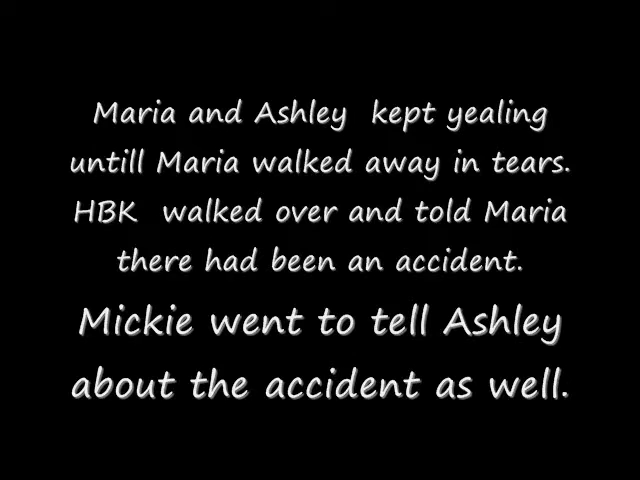 Maria and Ashley  kept yealing
untill Maria walked away in tears.
HBK  walked over and told Maria
there had been an accident.
Mickie went to tell Ashley
about the accident as well.